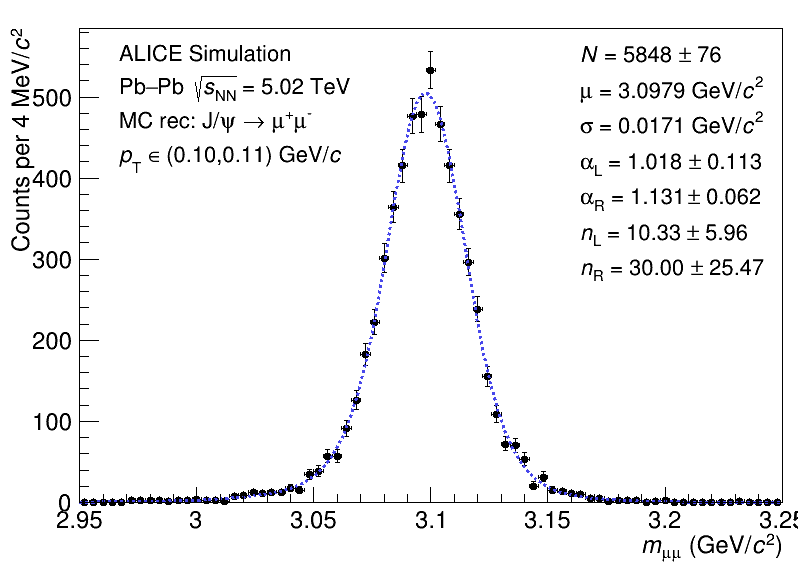 Counts per 4 MeV/c²
ALICE Simulation
Pb–Pb √sNN = 5.02 TeV
MC rec: J/ψ → μ⁺μ⁻
pT ∈ (0.10,0.11) GeV/c
N = 5848 ± 76
μ = 3.0979 GeV/c²
σ = 0.0171 GeV/c²
αL = 1.018 ± 0.113
αR = 1.131 ± 0.062
nL = 10.33 ± 5.96
nR = 30.00 ± 25.47
500
400
300
200
100
0
2.95 3 3.05 3.1 3.15 3.2 3.25
mμμ (GeV/c²)